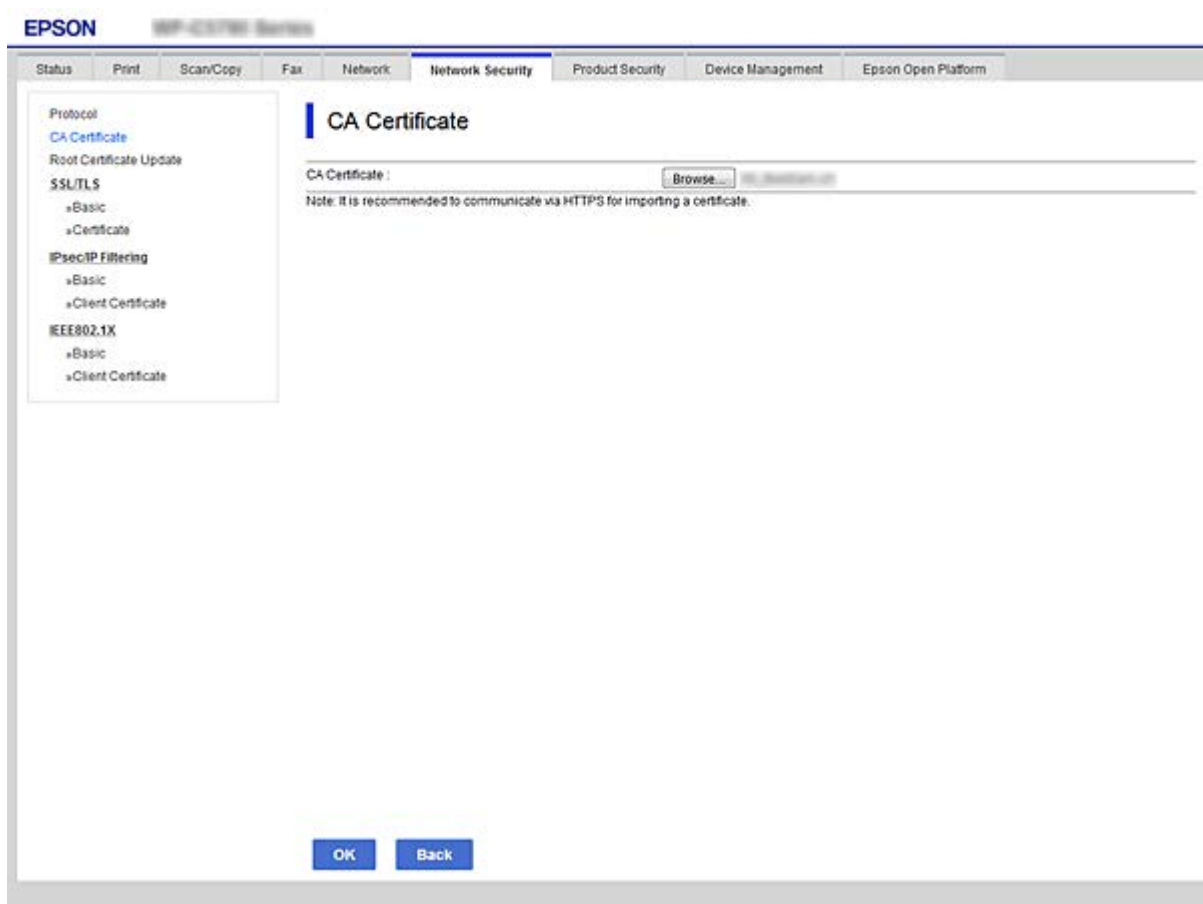 EPSON
Status Print Scan/Copy Fax Network Network Security Product Security Device Management Epson Open Platform
Protocol
CA Certificate
Root Certificate Update
SSL/TLS
»Basic
»Certificate
IPsec/IP Filtering
»Basic
»Client Certificate
IEEE802.1X
»Basic
»Client Certificate
CA Certificate
CA Certificate : Browse...
Note: It is recommended to communicate via HTTPS for importing a certificate.
OK Back